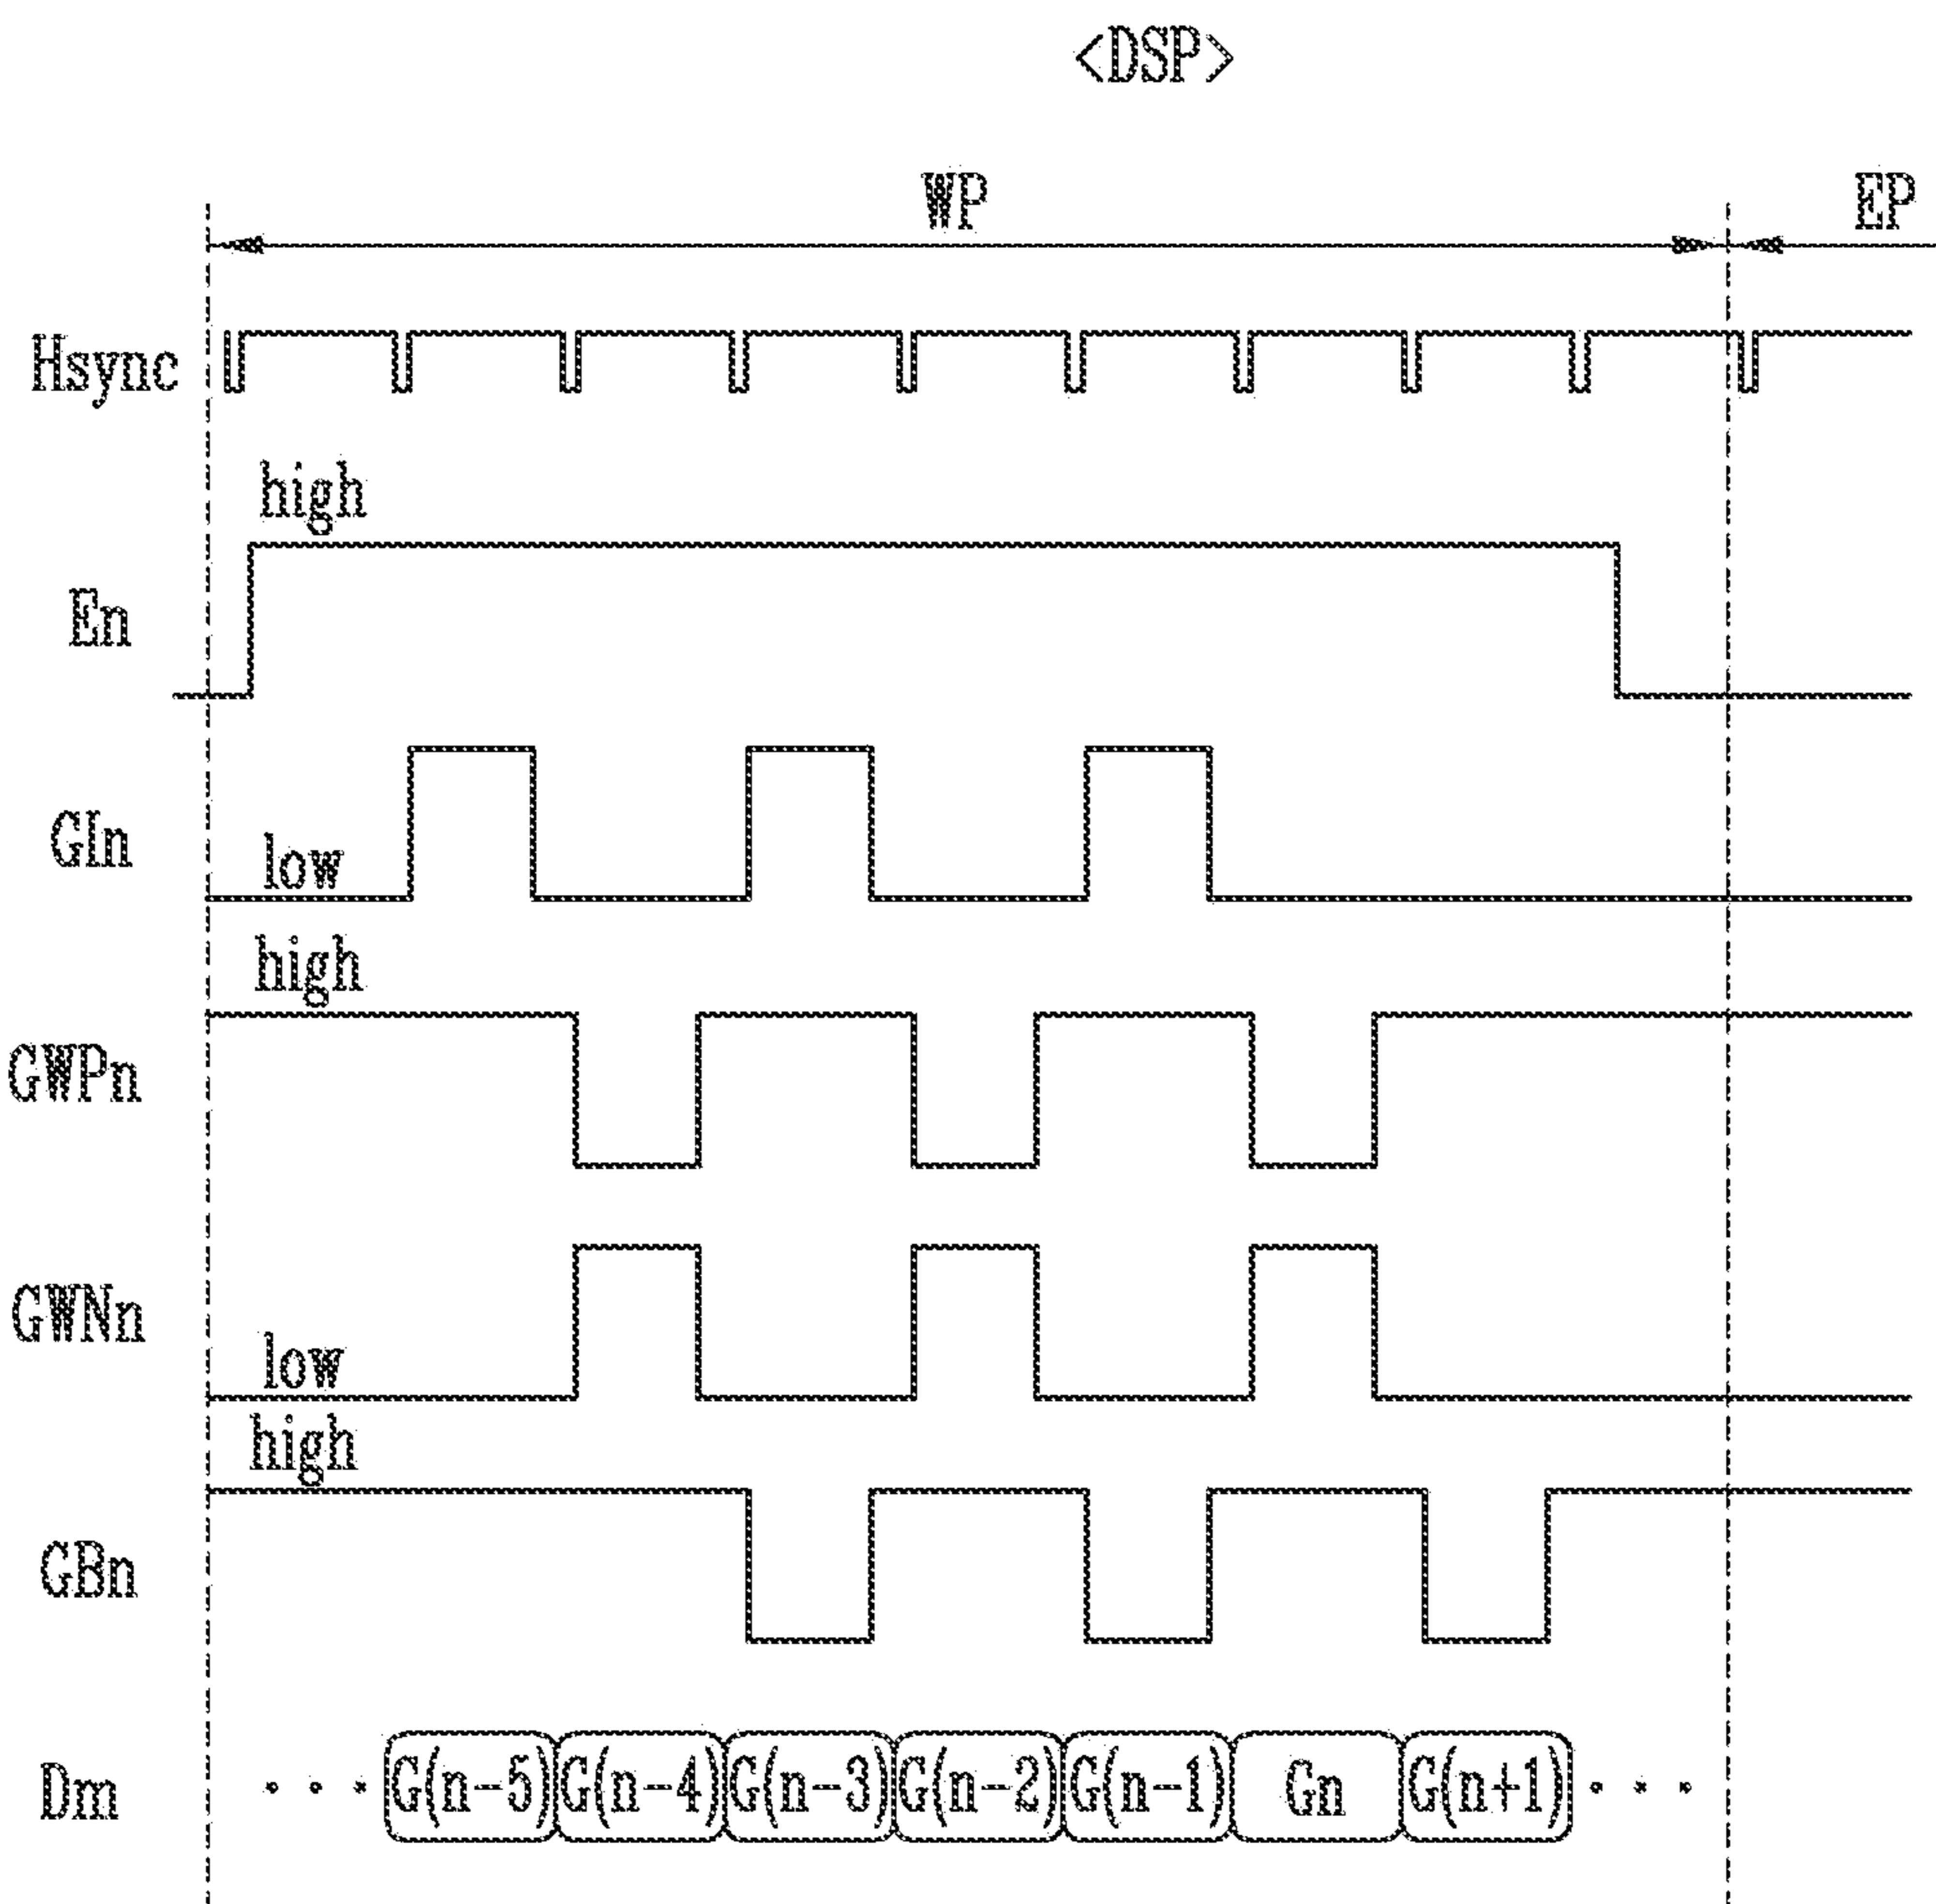 <DSP>
WP EP
Hsync
high
En
GIn
low
high
GWPn
GWNn
low
high
GBn
Dm • • • G(n-5) G(n-4) G(n-3) G(n-2) G(n-1) Gn G(n+1) • • •